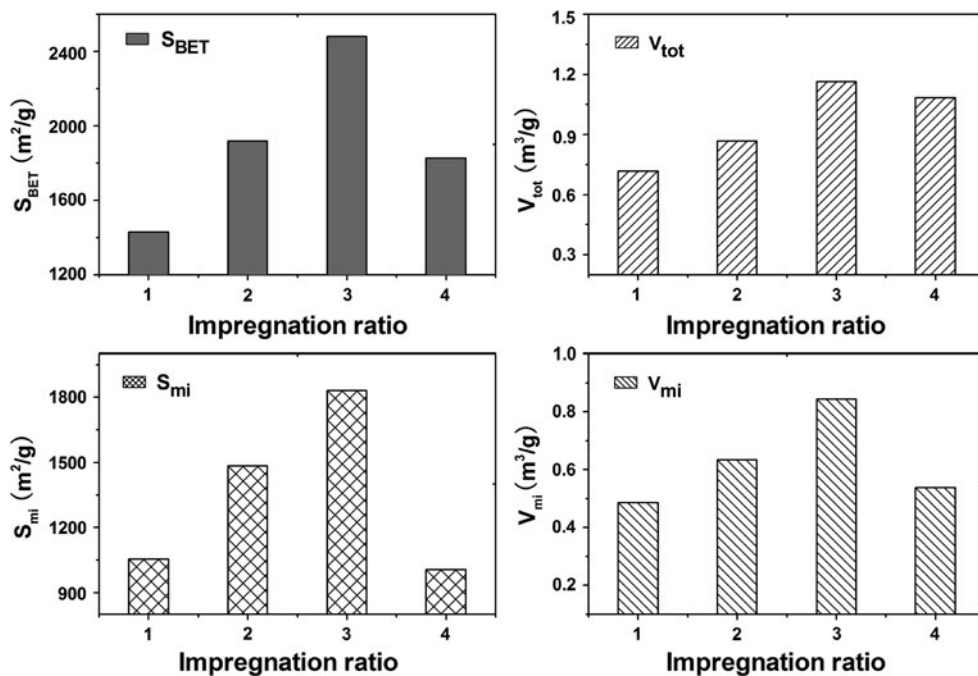 S_BET
S_BET (m²/g)
2400
2000
1600
1200
1 2 3 4
Impregnation ratio
V_tot
V_tot (m³/g)
1.5
1.2
0.9
0.6
0.3
1 2 3 4
Impregnation ratio
S_mi
S_mi (m²/g)
1800
1500
1200
900
1 2 3 4
Impregnation ratio
V_mi
V_mi (m³/g)
1.0
0.8
0.6
0.4
0.2
1 2 3 4
Impregnation ratio